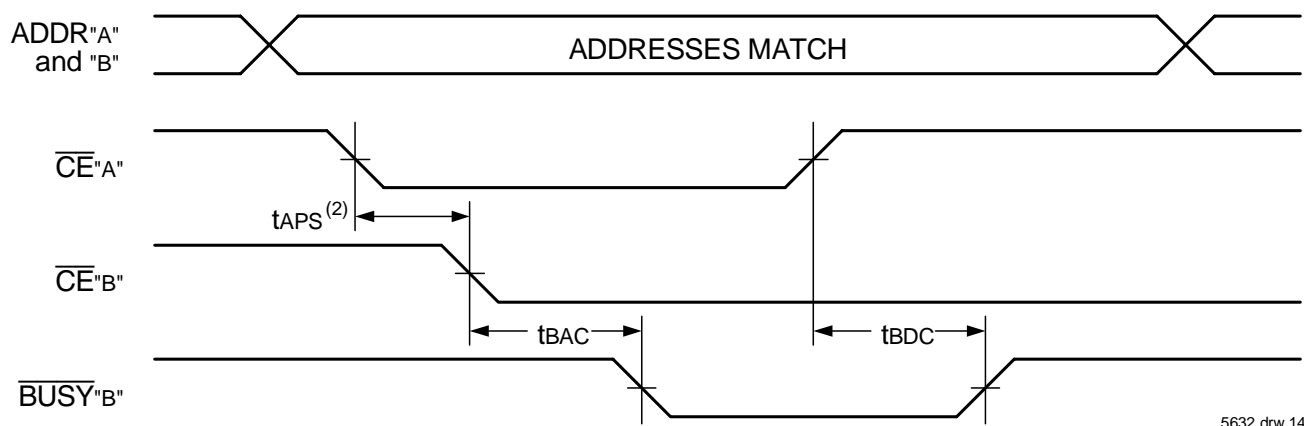 ADDR"A"
and "B"
ADDRESSES MATCH
CE"A"
tAPS(2)
CE"B"
tBAC
tBDC
BUSY"B"
5632 drw 14